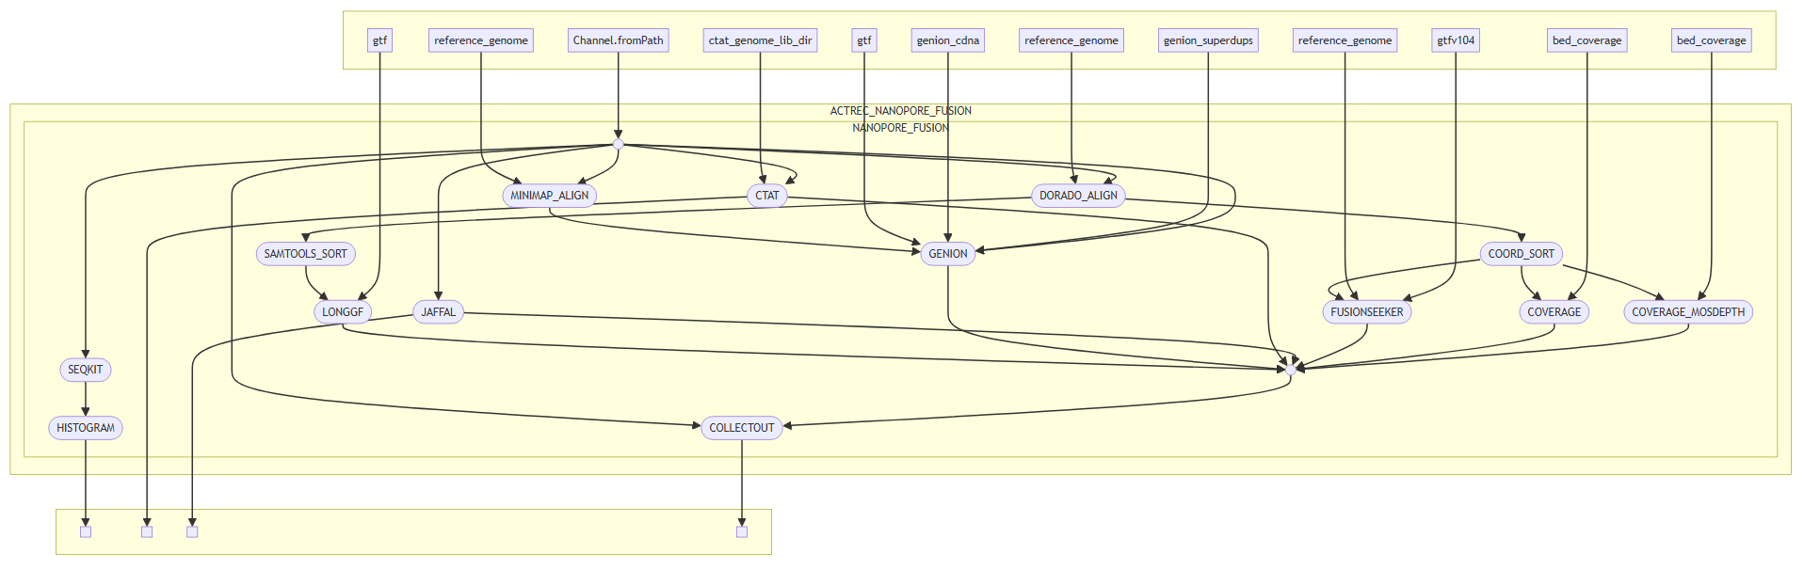 gtf
reference_genome
Channel.fromPath
ctat_genome_lib_dir
gtf
genion_cdna
reference_genome
genion_superdups
reference_genome
gtfv104
bed_coverage
bed_coverage
ACTREC_NANOPORE_FUSION
NANOPORE_FUSION
MINIMAP_ALIGN
CTAT
DORADO_ALIGN
SAMTOOLS_SORT
GENION
COORD_SORT
LONGGF
JAFFAL
FUSIONSEEKER
COVERAGE
COVERAGE_MOSDEPTH
SEQKIT
HISTOGRAM
COLLECTOUT